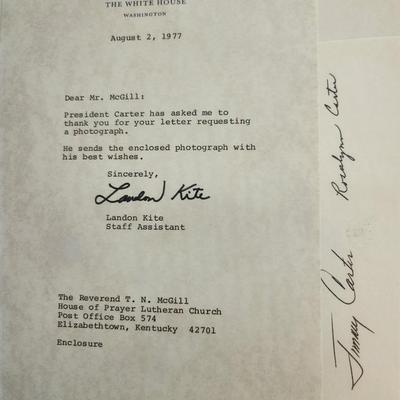 THE WHITE HOUSE
WASHINGTON
August 2, 1977
Dear Mr. McGill:
President Carter has asked me to
thank you for your letter requesting
a photograph.
He sends the enclosed photograph with
his best wishes.
Sincerely,
Landon Kite
Landon Kite
Staff Assistant
The Reverend T. N. McGill
House of Prayer Lutheran Church
Post Office Box 574
Elizabethtown, Kentucky 42701
Enclosure
Rosalynn Carter
Jimmy Carter